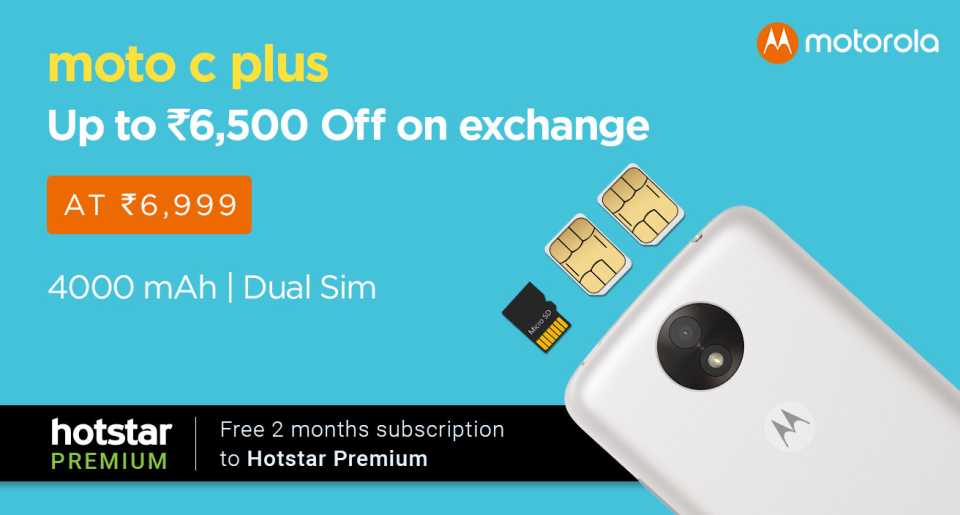 motorola
moto c plus
Up to ₹6,500 Off on exchange
AT ₹6,999
4000 mAh | Dual Sim
Micro SD
hotstar
PREMIUM
Free 2 months subscription
to Hotstar Premium